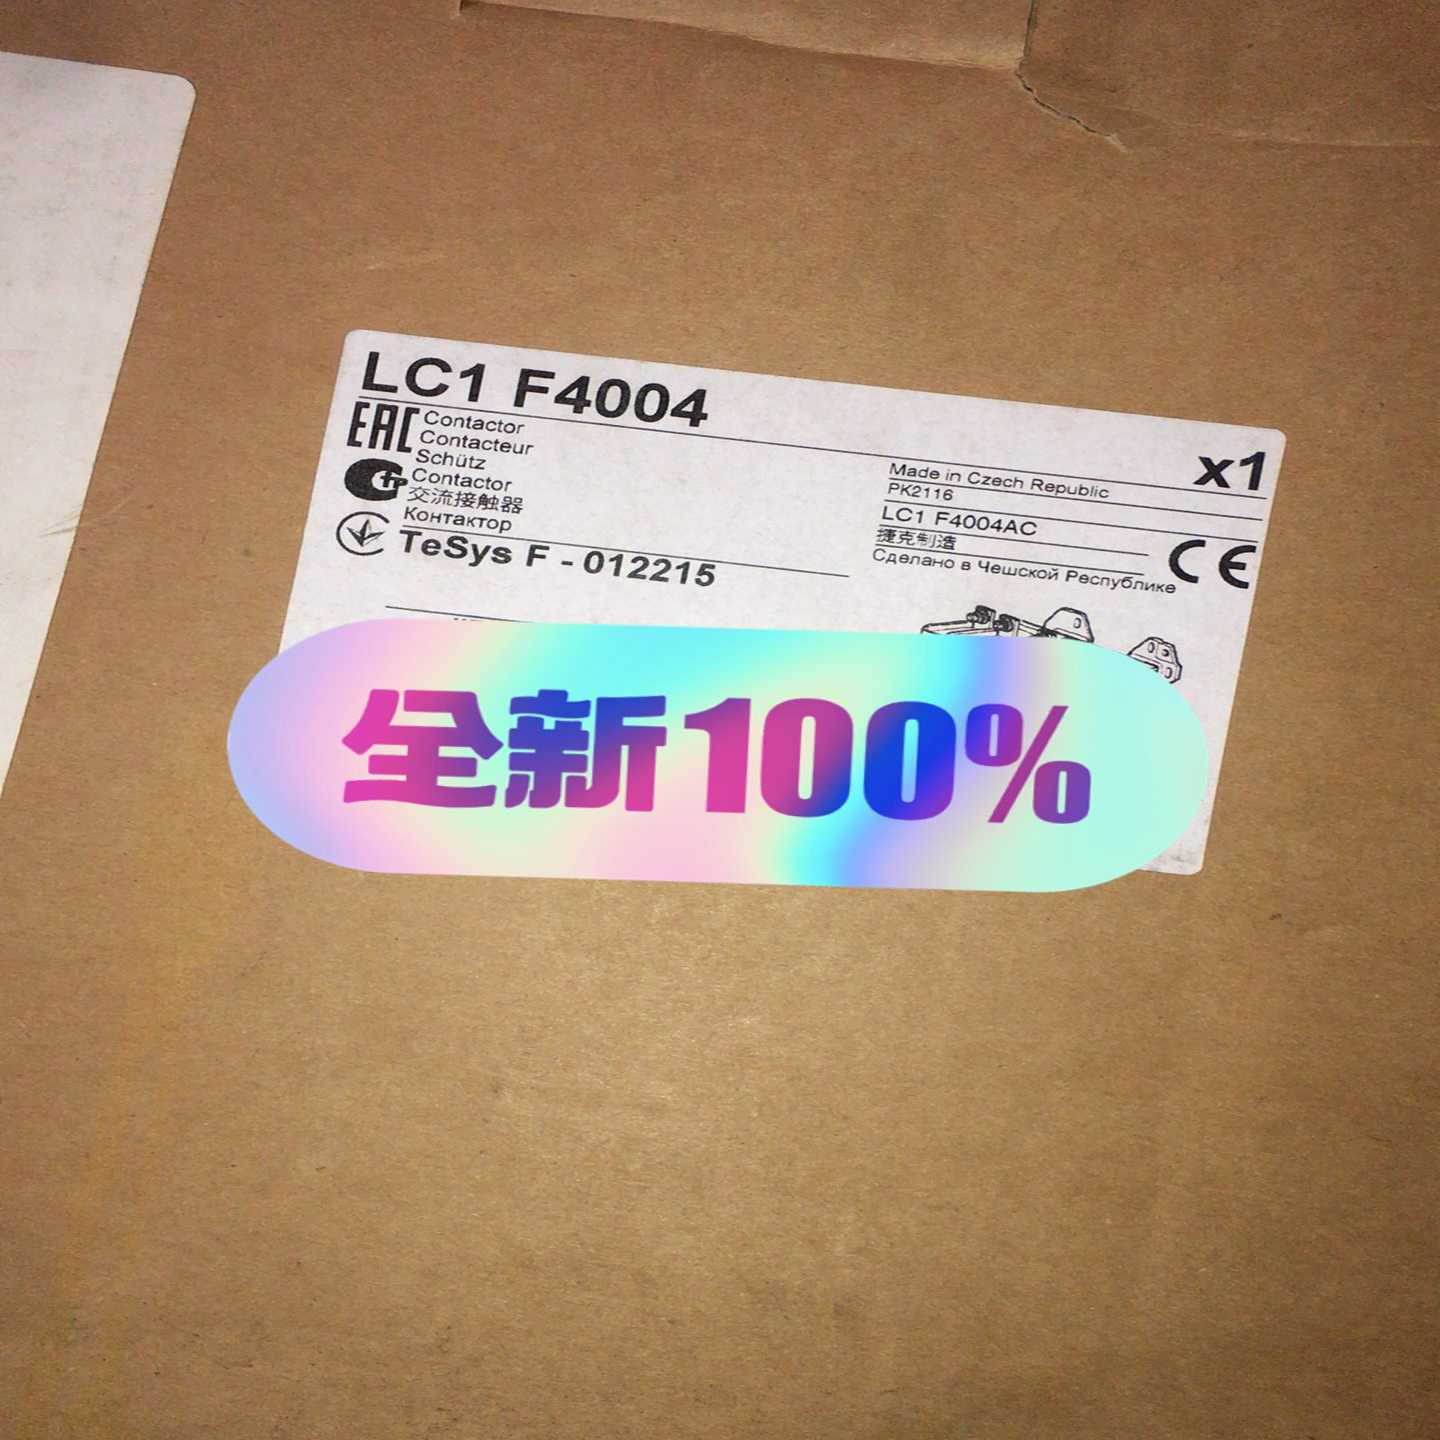 LC1 F4004
x1
EAC
Contactor
Contacteur
Schütz
Contactor
交流接触器
Контактор
TeSys F - 012215
Made in Czech Republic
PK2116
LC1 F4004AC
捷克制造
Сделано в Чешской Республике
CE
全新100%